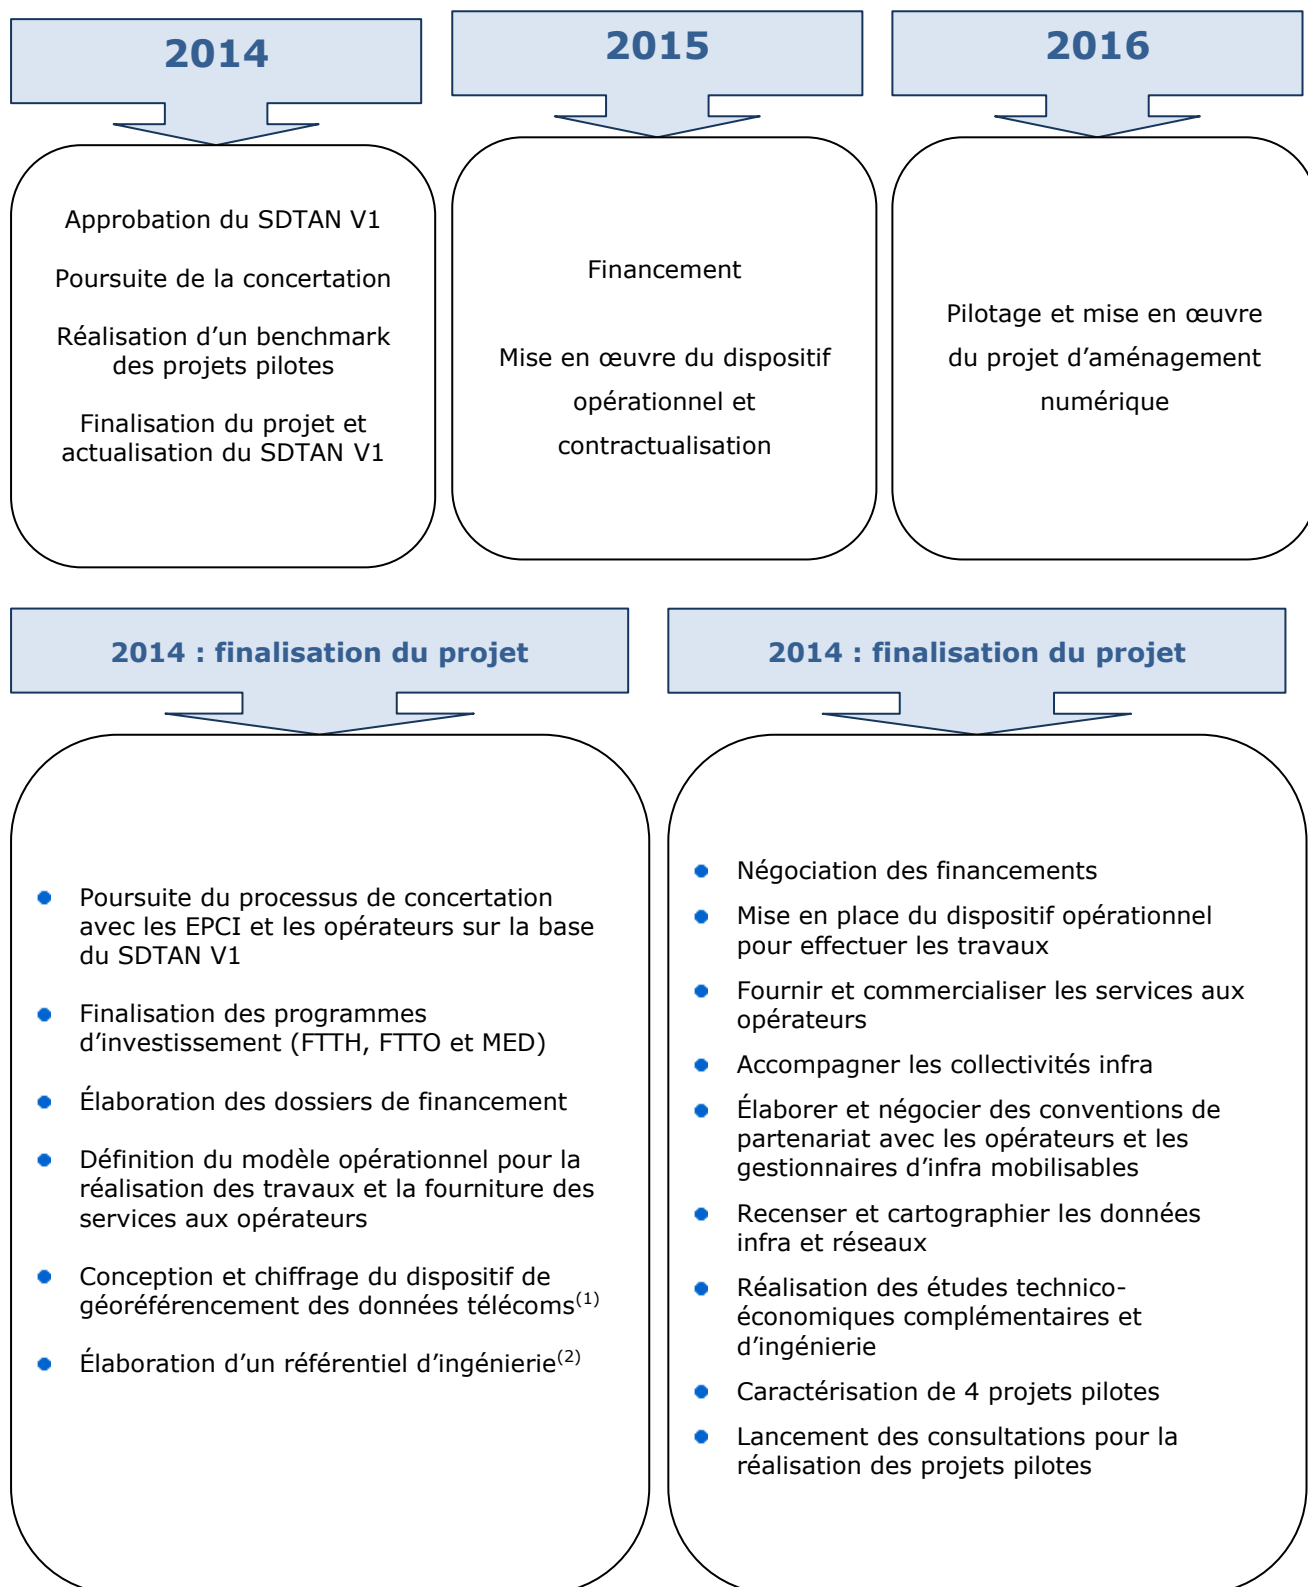 2014
Approbation du SDTAN V1
Poursuite de la concertation
Réalisation d’un benchmark
des projets pilotes
Finalisation du projet et
actualisation du SDTAN V1
2015
Financement
Mise en œuvre du dispositif
opérationnel et
contractualisation
2016
Pilotage et mise en œuvre
du projet d’aménagement
numérique
2014 : finalisation du projet
Poursuite du processus de concertation
avec les EPCI et les opérateurs sur la base
du SDTAN V1
Finalisation des programmes
d’investissement (FTTH, FTTO et MED)
Élaboration des dossiers de financement
Définition du modèle opérationnel pour la
réalisation des travaux et la fourniture des
services aux opérateurs
Conception et chiffrage du dispositif de
géoréférencement des données télécoms(1)
Élaboration d’un référentiel d’ingénierie(2)
2014 : finalisation du projet
Négociation des financements
Mise en place du dispositif opérationnel
pour effectuer les travaux
Fournir et commercialiser les services aux
opérateurs
Accompagner les collectivités infra
Élaborer et négocier des conventions de
partenariat avec les opérateurs et les
gestionnaires d’infra mobilisables
Recenser et cartographier les données
infra et réseaux
Réalisation des études technico-
économiques complémentaires et
d’ingénierie
Caractérisation de 4 projets pilotes
Lancement des consultations pour la
réalisation des projets pilotes